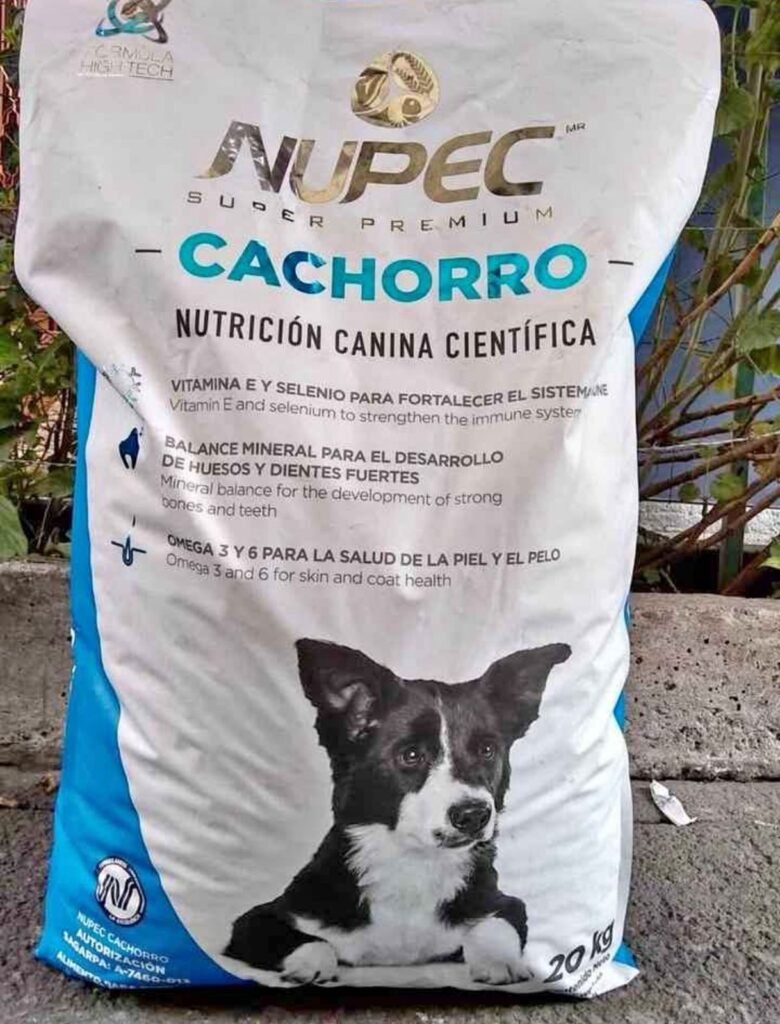 FORMULA
HIGH TECH
NUPEC MR
SUPER PREMIUM
CACHORRO
NUTRICIÓN CANINA CIENTÍFICA
VITAMINA E Y SELENIO PARA FORTALECER EL
Vitamin E and selenium to strengthen the immune system
BALANCE MINERAL PARA EL DESARROLLO
DE HUESOS Y DIENTES FUERTES
Mineral balance for the development of strong
bones and teeth
OMEGA 3 Y 6 PARA LA SALUD DE LA PIEL Y EL PELO
Omega 3 and 6 for skin and coat health
NUPEC CACHORRO
AUTORIZACIÓN
SAGARPA: A-7460-013
ALIMENTO
20 kg